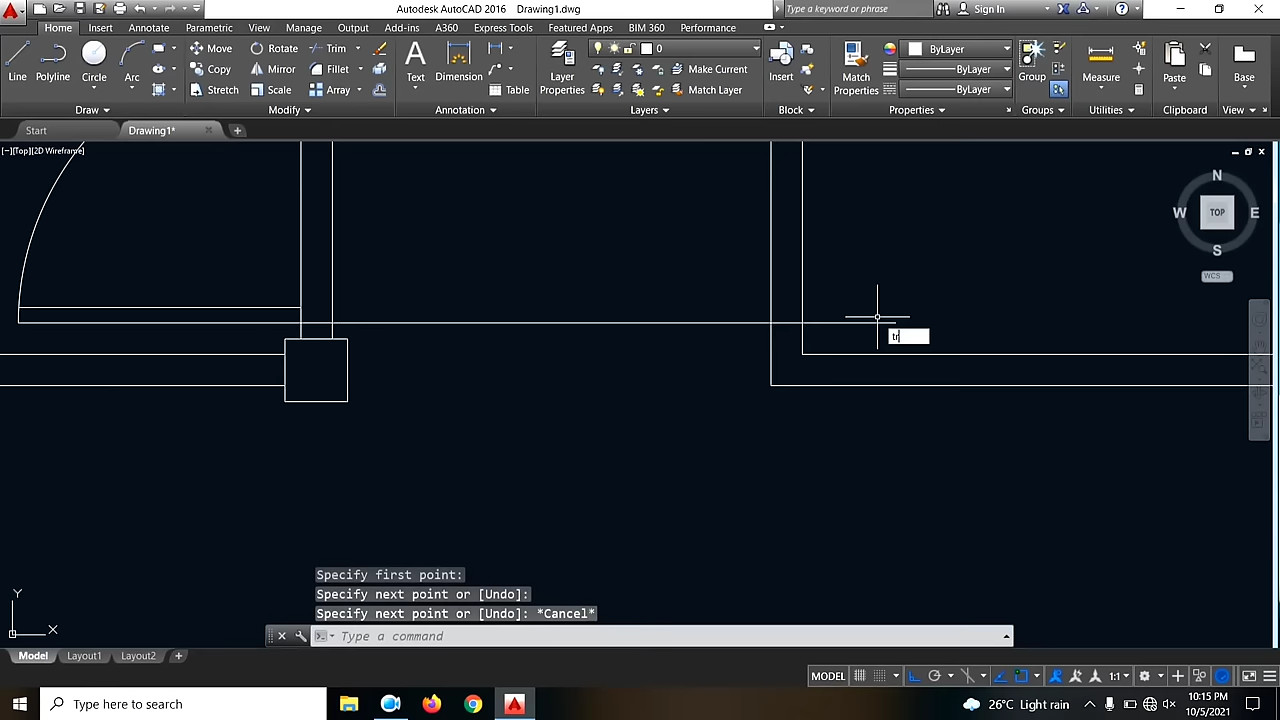 Autodesk AutoCAD 2016 Drawing1.dwg
Type a keyword or phrase
Sign In
Home Insert Annotate Parametric View Manage Output Add-ins A360 Express Tools Featured Apps BIM 360 Performance
Line Polyline Circle Arc
Move Rotate Trim
Copy Mirror Fillet
Stretch Scale Array
Text Dimension Table
Layer Properties
0
Make Current
Match Layer
Insert
Match Properties
ByLayer
ByLayer
ByLayer
Group
Measure
Paste
Base
Draw Modify Annotation Layers Block Properties Groups Utilities Clipboard View
Start Drawing1*
[−][Top][2D Wireframe]
N
W TOP E
S
WCS
tr
Specify first point:
Specify next point or [Undo]:
Specify next point or [Undo]: *Cancel*
Type a command
Y
X
Model Layout1 Layout2
MODEL 1:1
Type here to search
26°C Light rain
10:15 PM
10/5/2021